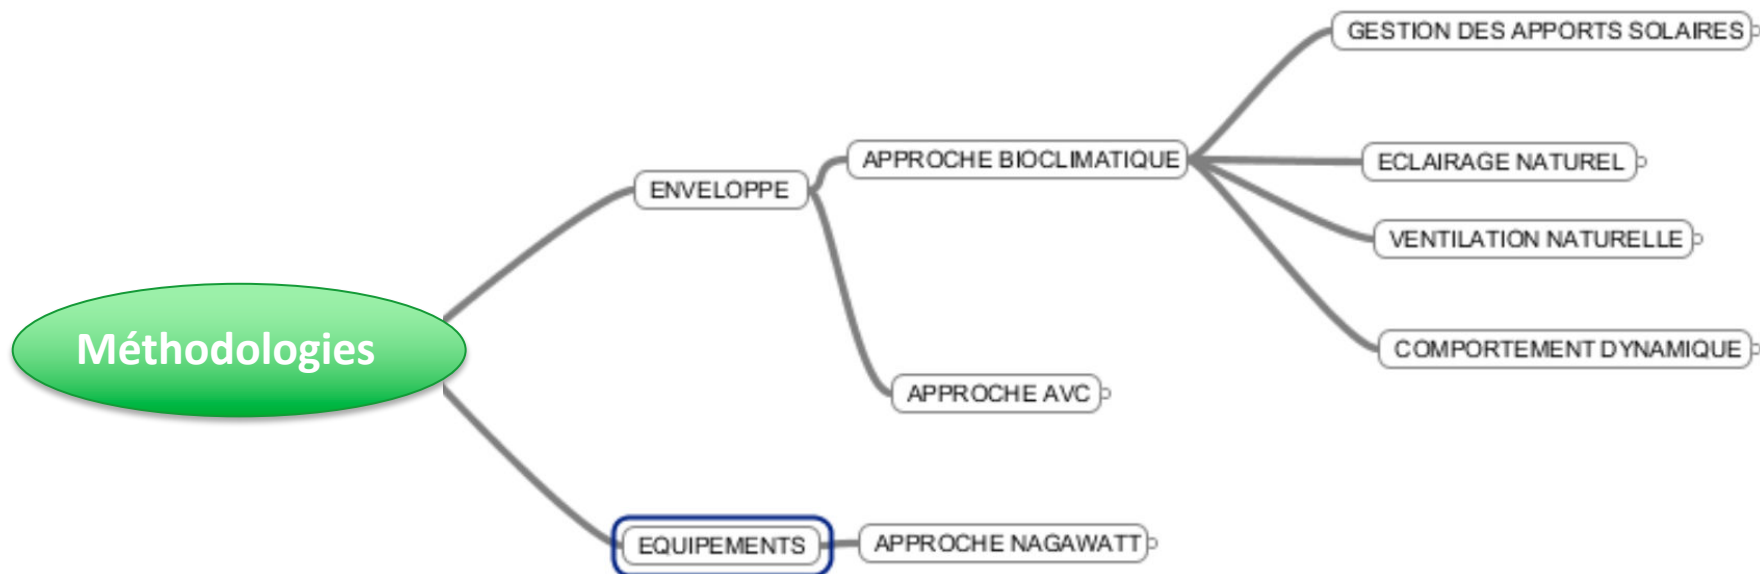 GESTION DES APPORTS SOLAIRES
APPROCHE BIOCLIMATIQUE
ECLAIRAGE NATUREL
ENVELOPPE
VENTILATION NATURELLE
Méthodologies
COMPORTEMENT DYNAMIQUE
APPROCHE AVC
EQUIPEMENTS
APPROCHE NAGAWATT